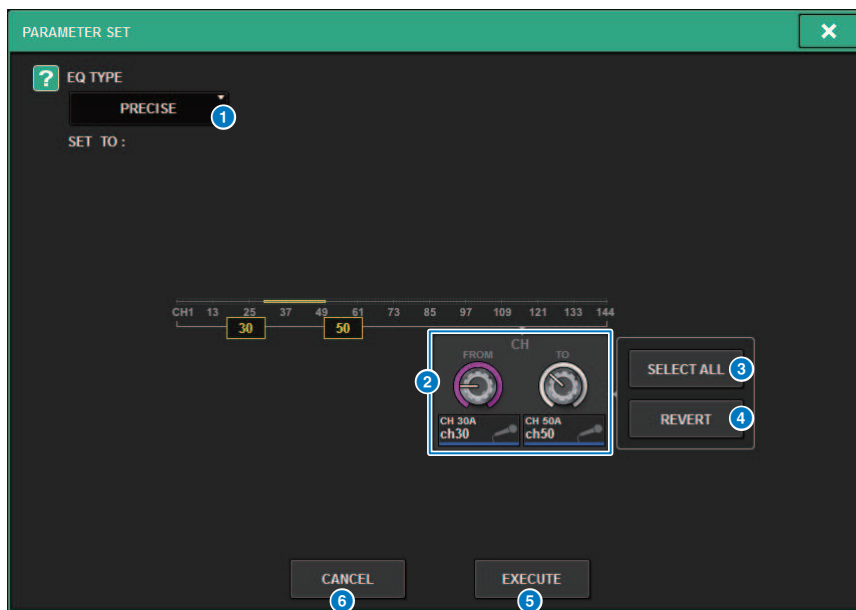 PARAMETER SET
? EQ TYPE
PRECISE
1
SET TO :
CH1 13 25 37 49 61 73 85 97 109 121 133 144
30 50
CH
2 FROM TO
CH 30A CH 50A
ch30 ch50
SELECT ALL 3
REVERT 4
CANCEL EXECUTE
6 5